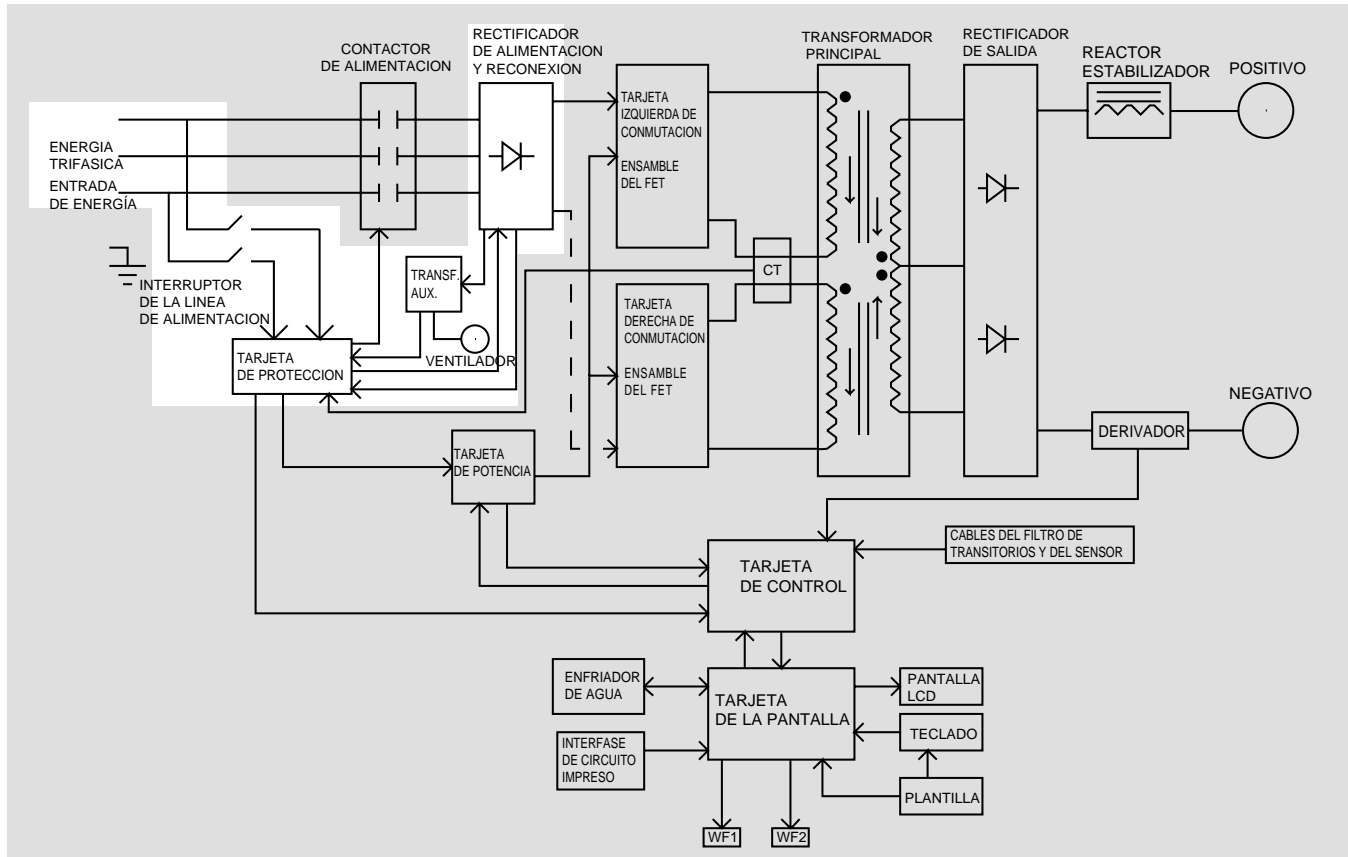 CONTACTOR
DE ALIMENTACION
RECTIFICADOR
DE ALIMENTACION
Y RECONEXION
TRANSFORMADOR
PRINCIPAL
RECTIFICADOR
DE SALIDA
REACTOR
ESTABILIZADOR
POSITIVO
ENERGIA
TRIFASICA
ENTRADA
DE ENERGÍA
TARJETA
IZQUIERDA DE
CONMUTACION
ENSAMBLE
DEL FET
INTERRUPTOR
DE LA LINEA
DE ALIMENTACION
TRANSF.
AUX.
VENTILADOR
CT
TARJETA
DERECHA DE
CONMUTACION
ENSAMBLE
DEL FET
TARJETA
DE PROTECCION
NEGATIVO
DERIVADOR
TARJETA
DE POTENCIA
CABLES DEL FILTRO DE
TRANSITORIOS Y DEL SENSOR
TARJETA
DE CONTROL
ENFRIADOR
DE AGUA
TARJETA
DE LA PANTALLA
PANTALLA
LCD
TECLADO
INTERFASE
DE CIRCUITO
IMPRESO
PLANTILLA
WF1
WF2